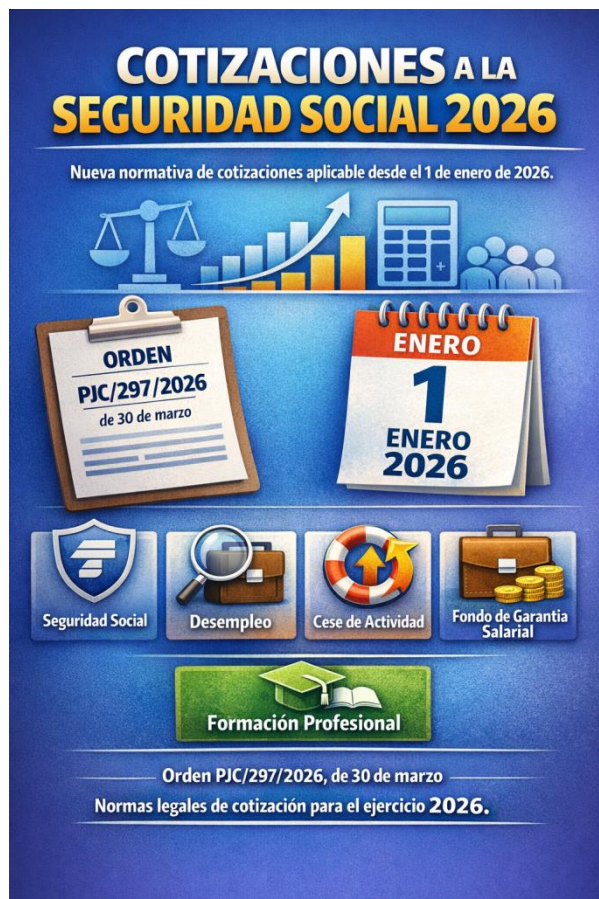 COTIZACIONES A LA
SEGURIDAD SOCIAL 2026
Nueva normativa de cotizaciones aplicable desde el 1 de enero de 2026.
ORDEN
PJC/297/2026
de 30 de marzo
ENERO
1
ENERO
2026
Seguridad Social
Desempleo
Cese de Actividad
Fondo de Garantia
Salarial
Formación Profesional
Orden PJC/297/2026, de 30 de marzo
Normas legales de cotización para el ejercicio 2026.